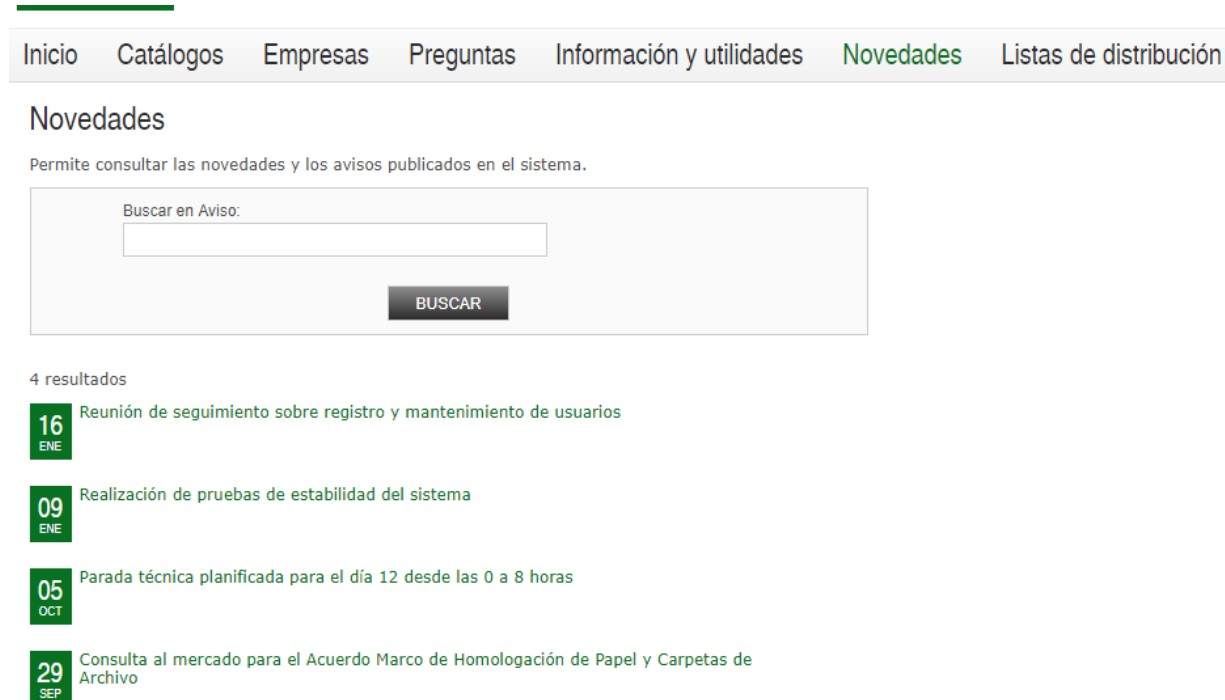 Inicio Catálogos Empresas Preguntas Información y utilidades Novedades Listas de distribución
Novedades
Permite consultar las novedades y los avisos publicados en el sistema.
Buscar en Aviso:
BUSCAR
4 resultados
16
ENE
Reunión de seguimiento sobre registro y mantenimiento de usuarios
09
ENE
Realización de pruebas de estabilidad del sistema
05
OCT
Parada técnica planificada para el día 12 desde las 0 a 8 horas
29
SEP
Consulta al mercado para el Acuerdo Marco de Homologación de Papel y Carpetas de
Archivo